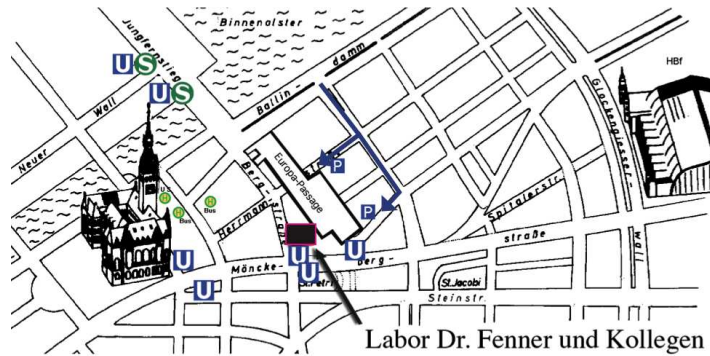 Binnenalster
Jungfernstieg
U S
U S
HBf
Ballin
damm
Wall
Neuer
Glockengiesser-
wall
Europa-Passage
P
P
Berg-
straße
Herrmann-
U S
H
H
Bus
H
Bus
Spitalerstr.
straße
U
U
U
U
U
Möncke-
berg-
St. Petri
St. Jacobi
Steinstr.
Labor Dr. Fenner und Kollegen